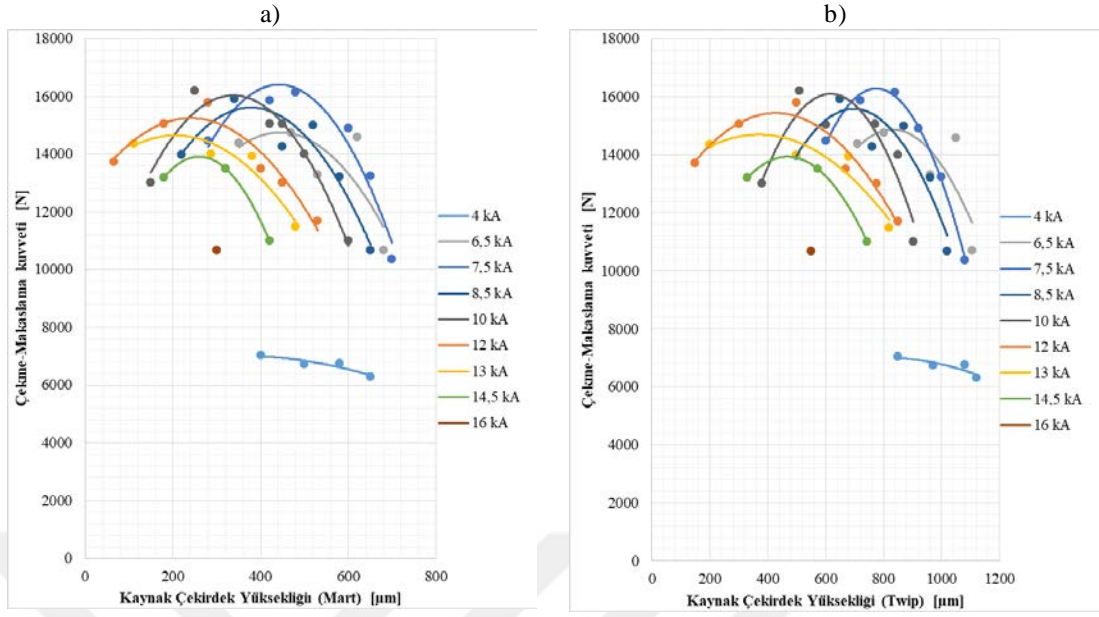 a)
18000
16000
14000
12000
10000
8000
6000
4000
2000
0
Çekme-Makaslama kuvveti [N]
0 200 400 600 800
Kaynak Çekirdek Yüksekliği (Mart) [µm]
4 kA
6,5 kA
7,5 kA
8,5 kA
10 kA
12 kA
13 kA
14,5 kA
16 kA
b)
18000
16000
14000
12000
10000
8000
6000
4000
2000
0
Çekme-Makaslama kuvveti [N]
0 200 400 600 800 1000 1200
Kaynak Çekirdek Yüksekliği (Twip) [µm]
4 kA
6,5 kA
7,5 kA
8,5 kA
10 kA
12 kA
13 kA
14,5 kA
16 kA